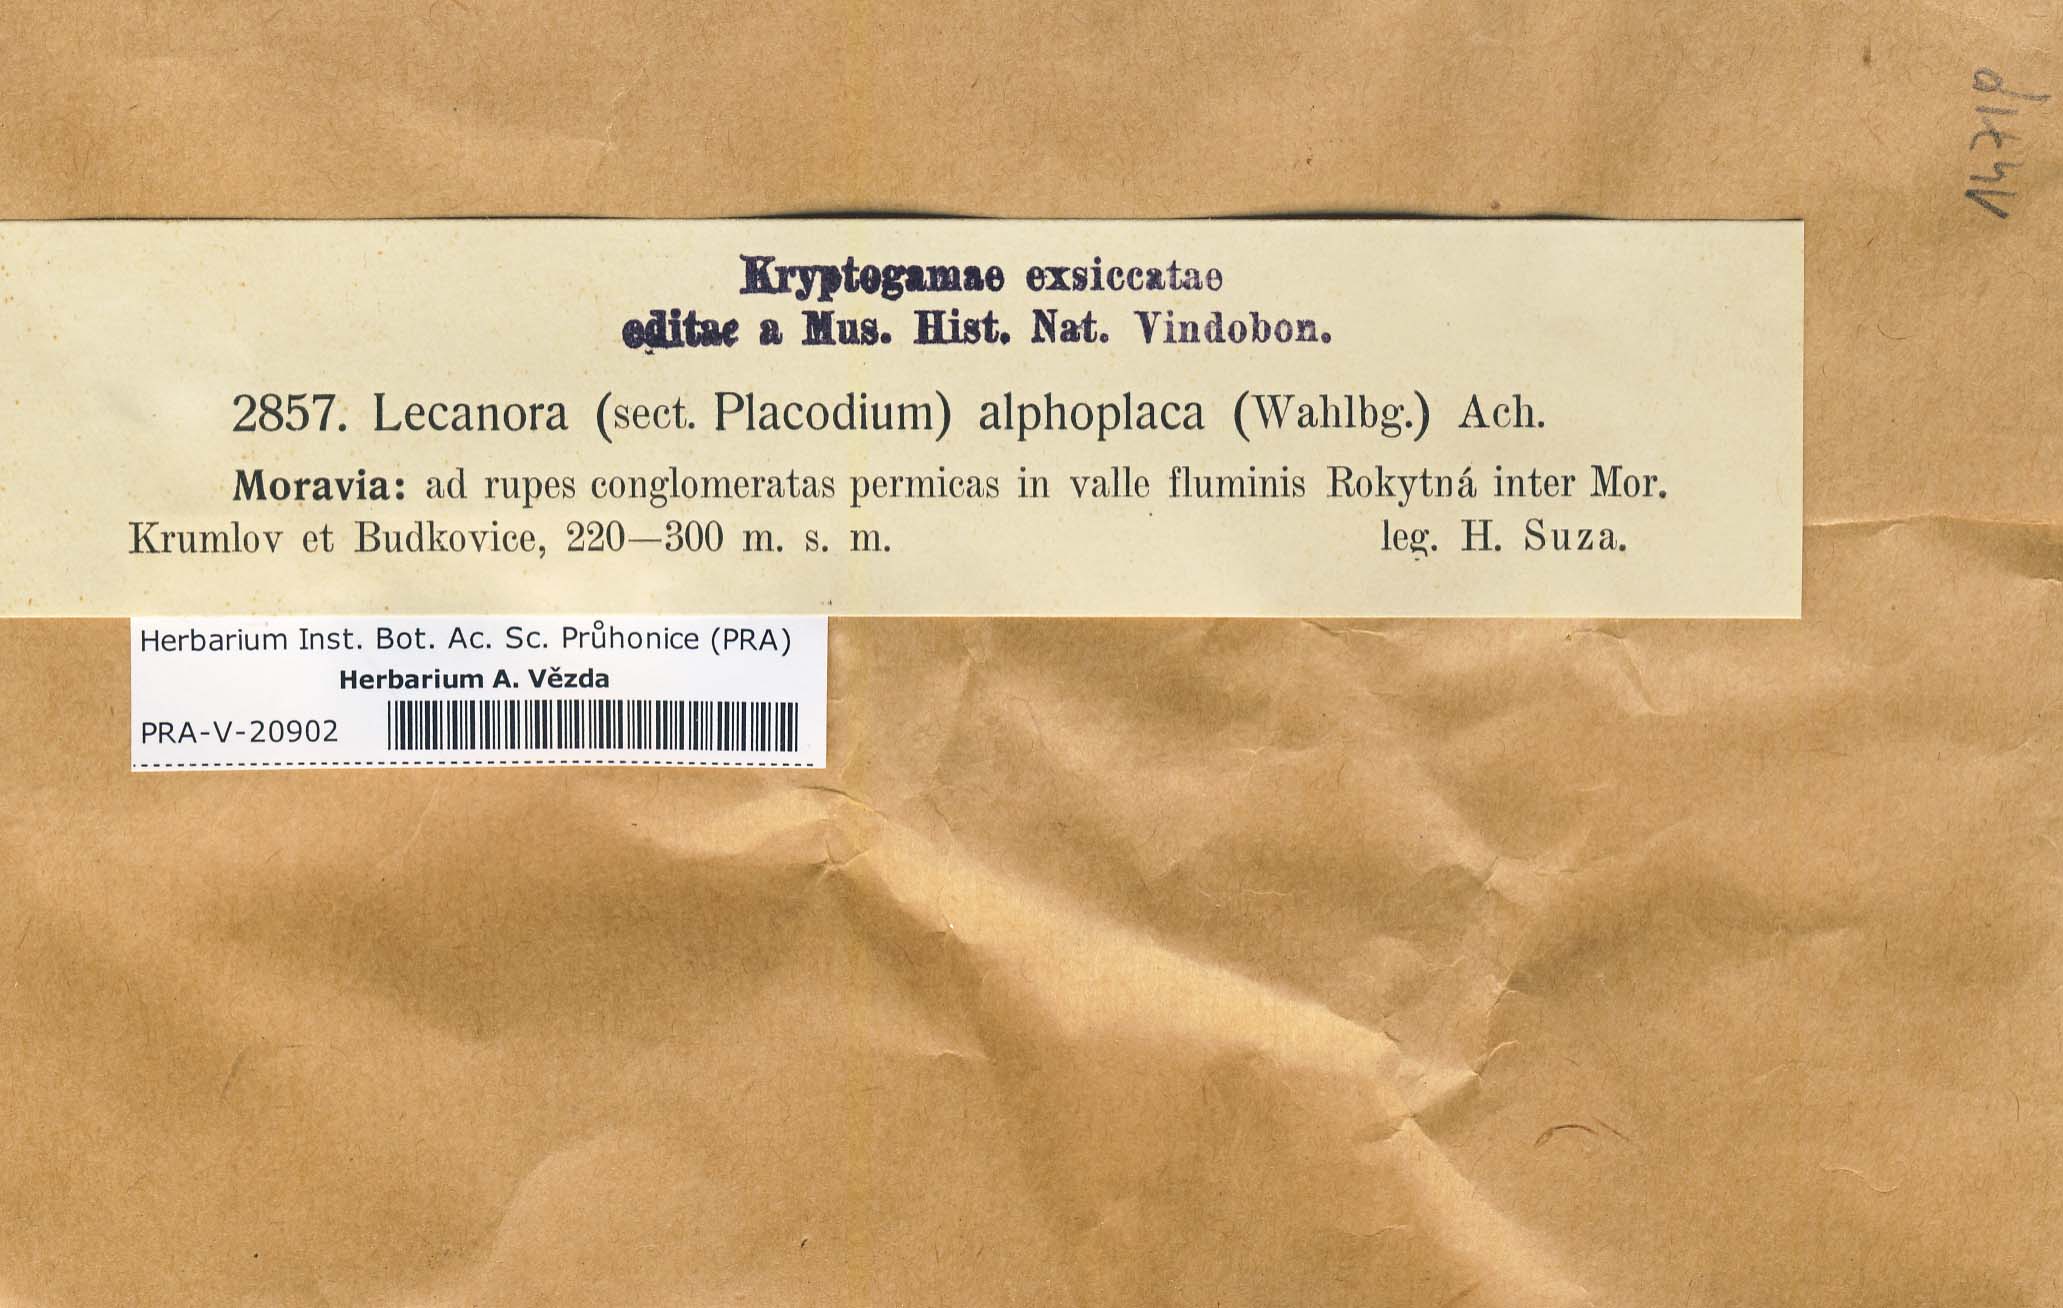 Kryptogamae exsiccatae
editae a Mus. Hist. Nat. Vindobon.
2857. Lecanora (sect. Placodium) alphoplaca (Wahlbg.) Ach.
Moravia: ad rupes conglomeratas permicas in valle fluminis Rokytná inter Mor.
Krumlov et Budkovice, 220—300 m. s. m. leg. H. Suza.
Herbarium Inst. Bot. Ac. Sc. Průhonice (PRA)
Herbarium A. Vězda
PRA-V-20902